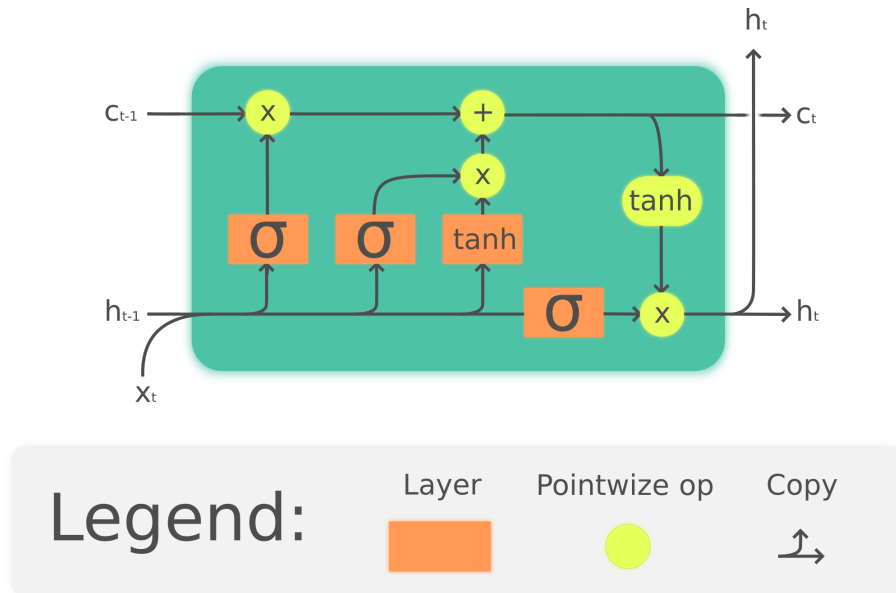 hₜ
cₜ₋₁ x + cₜ
x
tanh
σ σ tanh
hₜ₋₁ σ x hₜ
xₜ
Layer Pointwize op Copy
Legend: